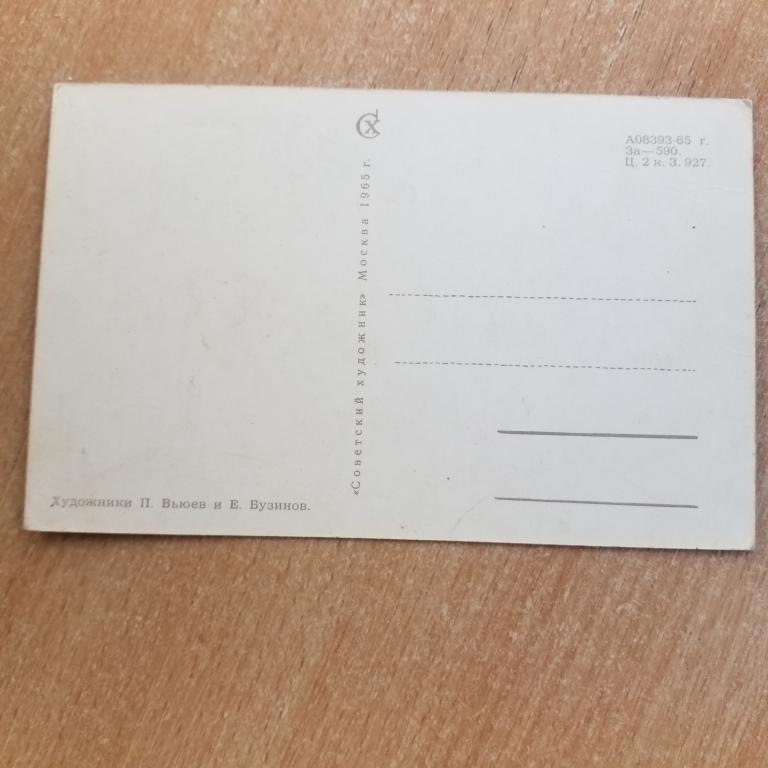 СХ
А08393-65 г.
За—590.
Ц. 2 к. З. 927.
«Советский художник» Москва 1965 г.
Художники П. Вьюев и Е. Бузинов.